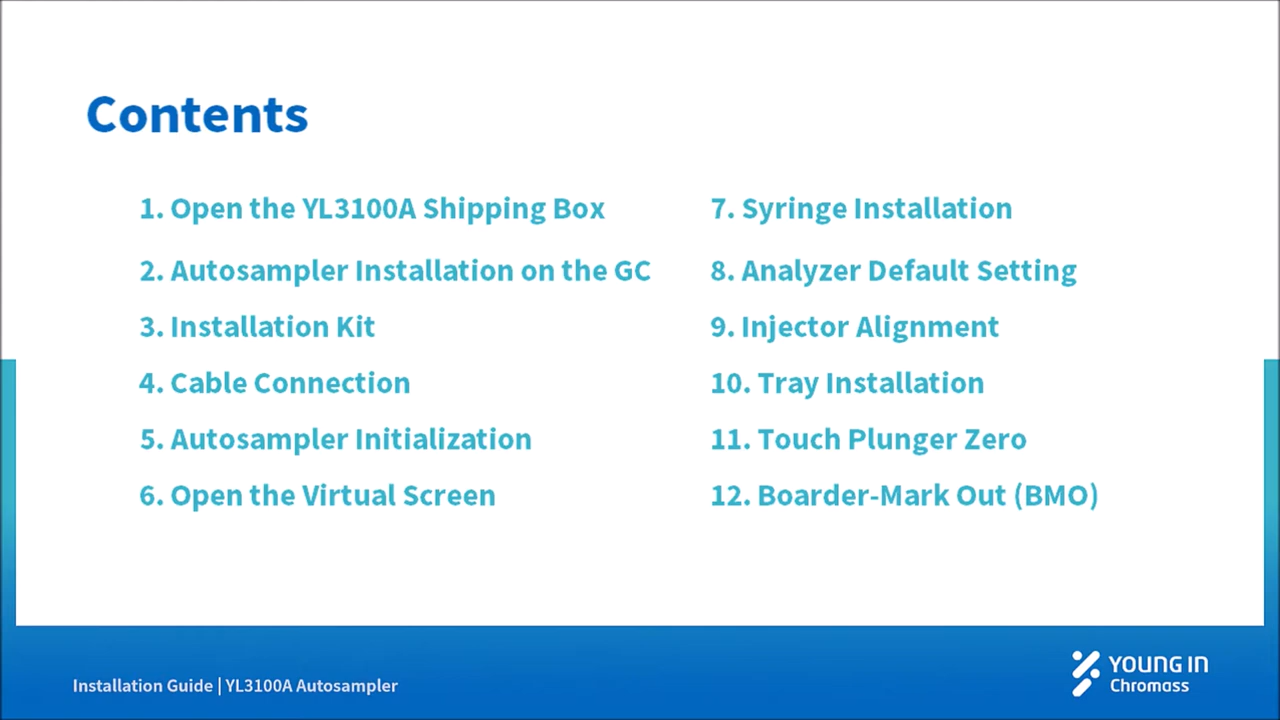 Contents
1. Open the YL3100A Shipping Box
2. Autosampler Installation on the GC
3. Installation Kit
4. Cable Connection
5. Autosampler Initialization
6. Open the Virtual Screen
7. Syringe Installation
8. Analyzer Default Setting
9. Injector Alignment
10. Tray Installation
11. Touch Plunger Zero
12. Boarder-Mark Out (BMO)
Installation Guide | YL3100A Autosampler
YOUNG IN
Chromass